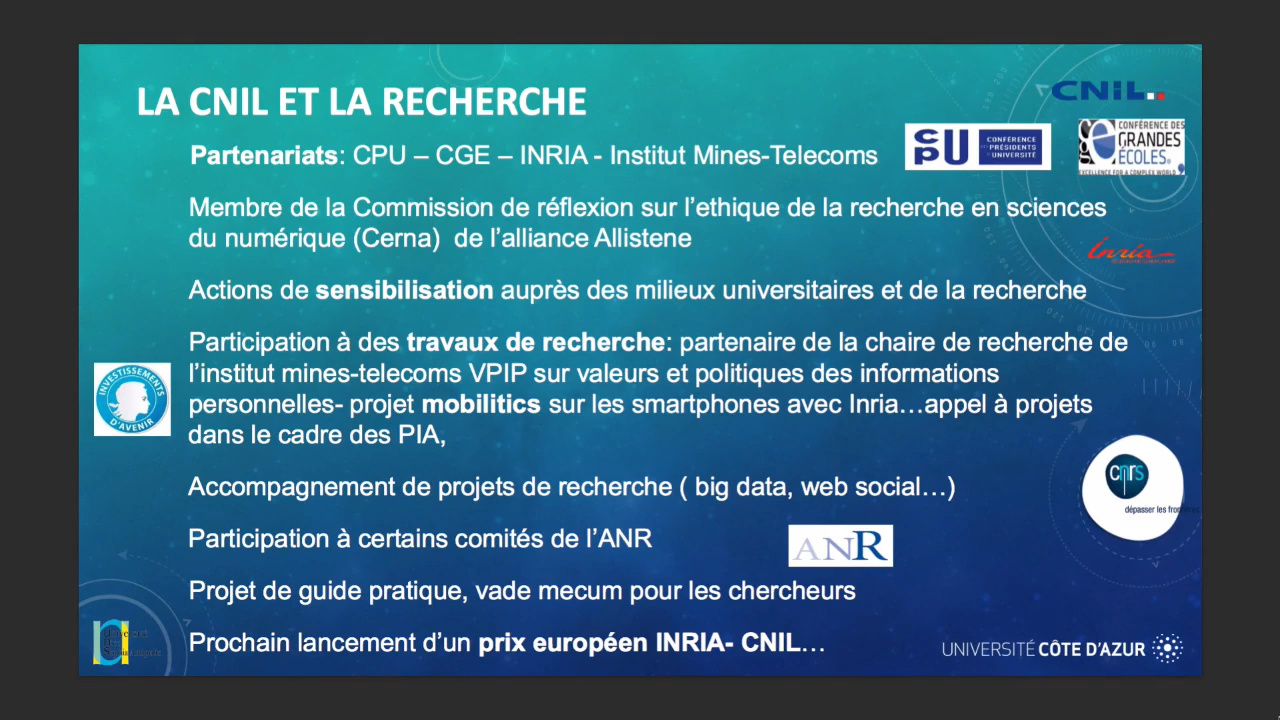 LA CNIL ET LA RECHERCHE
CNIL
Partenariats: CPU – CGE – INRIA - Institut Mines-Telecoms
CPU
CONFÉRENCE
DES PRÉSIDENTS
D'UNIVERSITÉ
CONFÉRENCE DES
GRANDES
ÉCOLES
EXCELLENCE FOR A COMPLEX WORLD
Membre de la Commission de réflexion sur l'ethique de la recherche en sciences
du numérique (Cerna) de l'alliance Allistene
Inria
Actions de sensibilisation auprès des milieux universitaires et de la recherche
Participation à des travaux de recherche: partenaire de la chaire de recherche de
l'institut mines-telecoms VPIP sur valeurs et politiques des informations
personnelles- projet mobilitics sur les smartphones avec Inria…appel à projets
dans le cadre des PIA,
INVESTISSEMENTS
D'AVENIR
Accompagnement de projets de recherche ( big data, web social…)
cnrs
dépasser les frontières
Participation à certains comités de l'ANR
ANR
Projet de guide pratique, vade mecum pour les chercheurs
Prochain lancement d'un prix européen INRIA- CNIL…
UNIVERSITÉ CÔTE D'AZUR